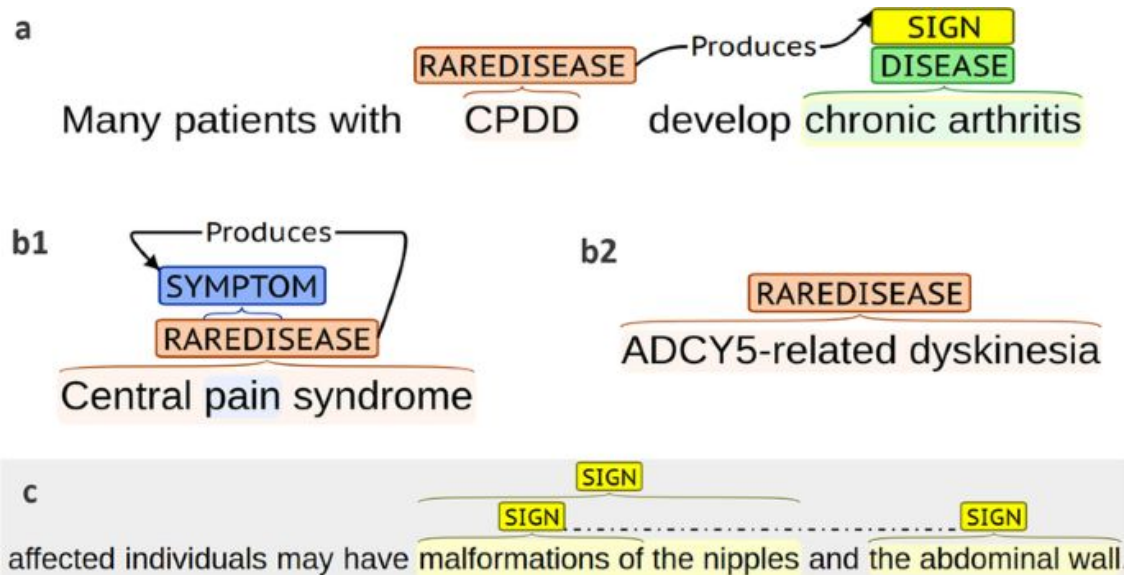 a
SIGN
Produces
RAREDISEASE
DISEASE
Many patients with CPDD develop chronic arthritis
b1
Produces
SYMPTOM
RAREDISEASE
Central pain syndrome
b2
RAREDISEASE
ADCY5-related dyskinesia
c
SIGN
SIGN SIGN
affected individuals may have malformations of the nipples and the abdominal wall